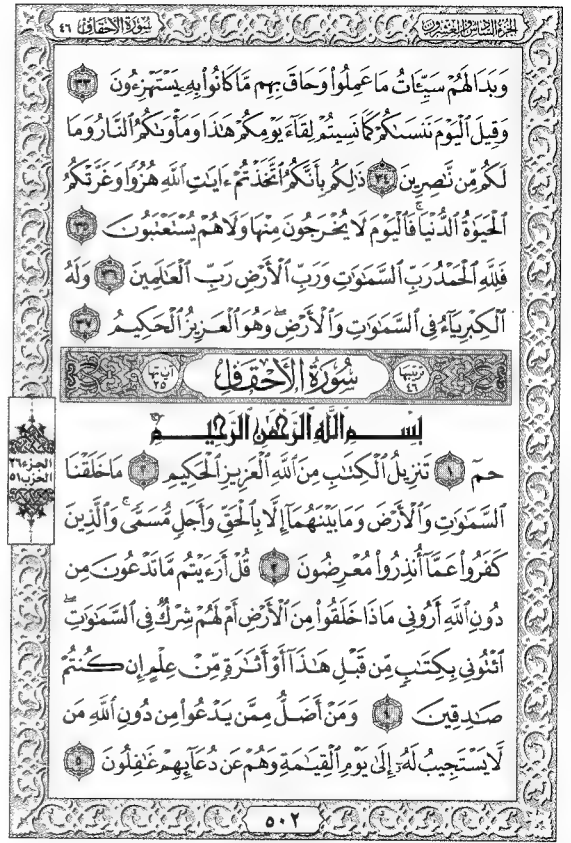 الجزء السادس والعشرون
سورة الأحقاف ٤٦
وَبَدَا لَهُمْ سَيِّئَاتُ مَا عَمِلُوا وَحَاقَ بِهِم مَّا كَانُوا بِهِ يَسْتَهْزِءُونَ ٣٣
وَقِيلَ ٱلْيَوْمَ نَنسَىٰكُمْ كَمَا نَسِيتُمْ لِقَآءَ يَوْمِكُمْ هَٰذَا وَمَأْوَىٰكُمُ ٱلنَّارُ وَمَا
لَكُم مِّن نَّٰصِرِينَ ٣٤ ذَٰلِكُم بِأَنَّكُمُ ٱتَّخَذْتُمْ ءَايَٰتِ ٱللَّهِ هُزُوًا وَغَرَّتْكُمُ
ٱلْحَيَوٰةُ ٱلدُّنْيَا ۚ فَٱلْيَوْمَ لَا يُخْرَجُونَ مِنْهَا وَلَا هُمْ يُسْتَعْتَبُونَ ٣٥
فَلِلَّهِ ٱلْحَمْدُ رَبِّ ٱلسَّمَٰوَٰتِ وَرَبِّ ٱلْأَرْضِ رَبِّ ٱلْعَٰلَمِينَ ٣٦ وَلَهُ
ٱلْكِبْرِيَآءُ فِى ٱلسَّمَٰوَٰتِ وَٱلْأَرْضِ ۖ وَهُوَ ٱلْعَزِيزُ ٱلْحَكِيمُ ٣٧
ترتيبها ٤٦ سُورَةُ ٱلْأَحْقَافِ آياتها ٣٥
بِسْمِ ٱللَّهِ ٱلرَّحْمَٰنِ ٱلرَّحِيمِ
حمٓ ١ تَنزِيلُ ٱلْكِتَٰبِ مِنَ ٱللَّهِ ٱلْعَزِيزِ ٱلْحَكِيمِ ٢ مَا خَلَقْنَا
ٱلسَّمَٰوَٰتِ وَٱلْأَرْضَ وَمَا بَيْنَهُمَآ إِلَّا بِٱلْحَقِّ وَأَجَلٍ مُّسَمًّى ۚ وَٱلَّذِينَ
كَفَرُوا عَمَّآ أُنذِرُوا مُعْرِضُونَ ٣ قُلْ أَرَءَيْتُم مَّا تَدْعُونَ مِن
دُونِ ٱللَّهِ أَرُونِى مَاذَا خَلَقُوا مِنَ ٱلْأَرْضِ أَمْ لَهُمْ شِرْكٌ فِى ٱلسَّمَٰوَٰتِ ۖ
ٱئْتُونِى بِكِتَٰبٍ مِّن قَبْلِ هَٰذَآ أَوْ أَثَٰرَةٍ مِّنْ عِلْمٍ إِن كُنتُمْ
صَٰدِقِينَ ٤ وَمَنْ أَضَلُّ مِمَّن يَدْعُوا مِن دُونِ ٱللَّهِ مَن
لَّا يَسْتَجِيبُ لَهُۥٓ إِلَىٰ يَوْمِ ٱلْقِيَٰمَةِ وَهُمْ عَن دُعَآئِهِمْ غَٰفِلُونَ ٥
الجزء ٢٦
الحزب ٥١
٥٠٢